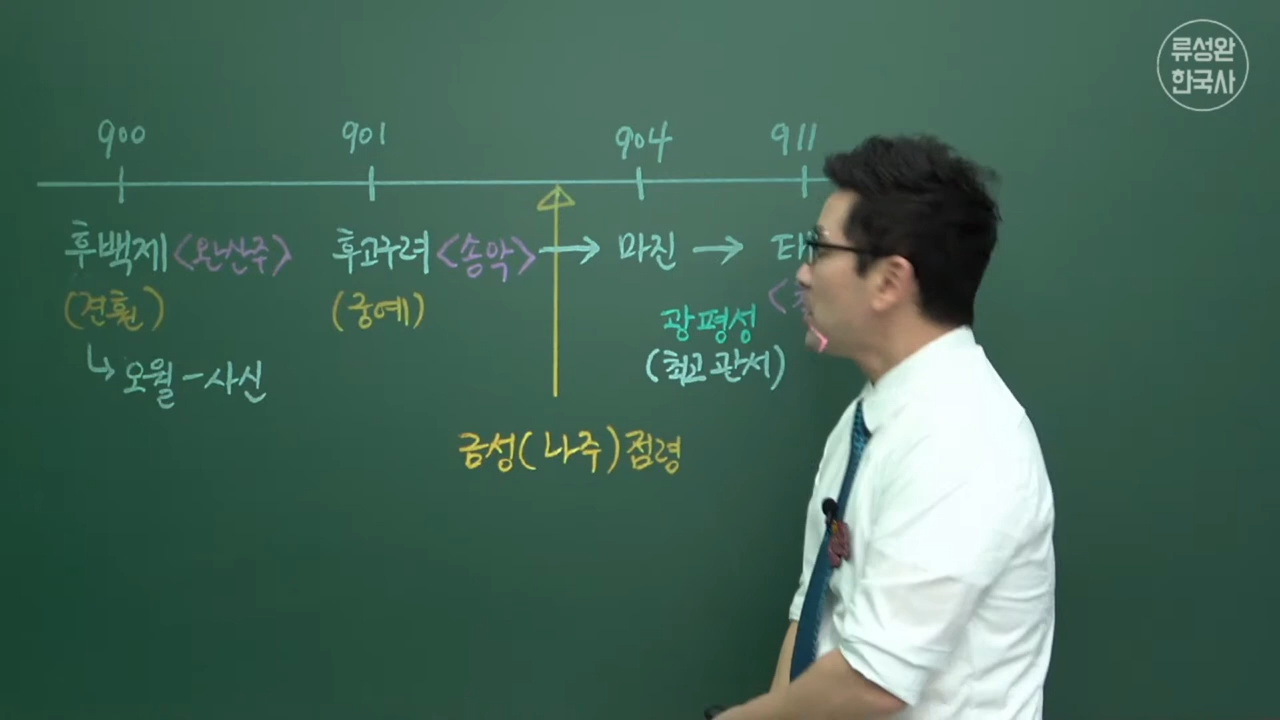 류성완
한국사
900 901 904 911
후백제 <완산주> 후고구려 <송악> → 마진 → 타
(견훤) (궁예) <
광평성
(최고 관서)
↳ 오월 - 사신
금성(나주) 점령